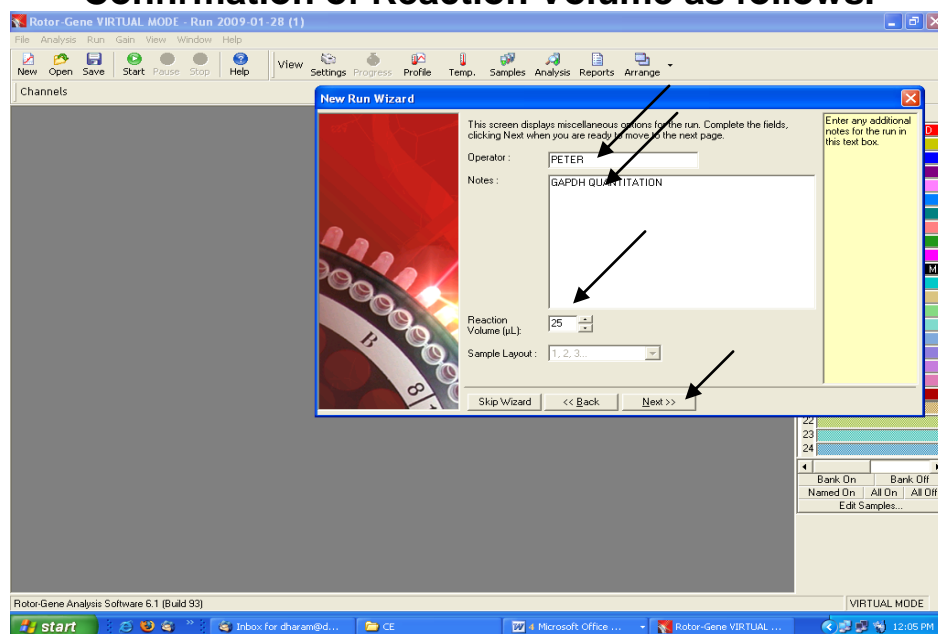 Confirmation of Reaction Volume as follows:
Rotor-Gene VIRTUAL MODE - Run 2009-01-28 (1)
File Analysis Run Gain View Window Help
New Open Save Start Pause Stop Help View Settings Progress Profile Temp. Samples Analysis Reports Arrange
Channels
New Run Wizard
This screen displays miscellaneous options for the run. Complete the fields,
clicking Next when you are ready to move to the next page.
Operator : PETER
Notes : GAPDH QUANTITATION
Reaction
Volume (µL): 25
Sample Layout : 1, 2, 3...
Skip Wizard << Back Next >>
Enter any additional
notes for the run in
this text box.
D
M
B
8
22
23
24
Bank On Bank Off
Named On All On All Off
Edit Samples...
Rotor-Gene Analysis Software 6.1 (Build 93) VIRTUAL MODE
start Inbox for dharam@d... CE 4 Microsoft Office ... Rotor-Gene VIRTUAL ... 12:05 PM